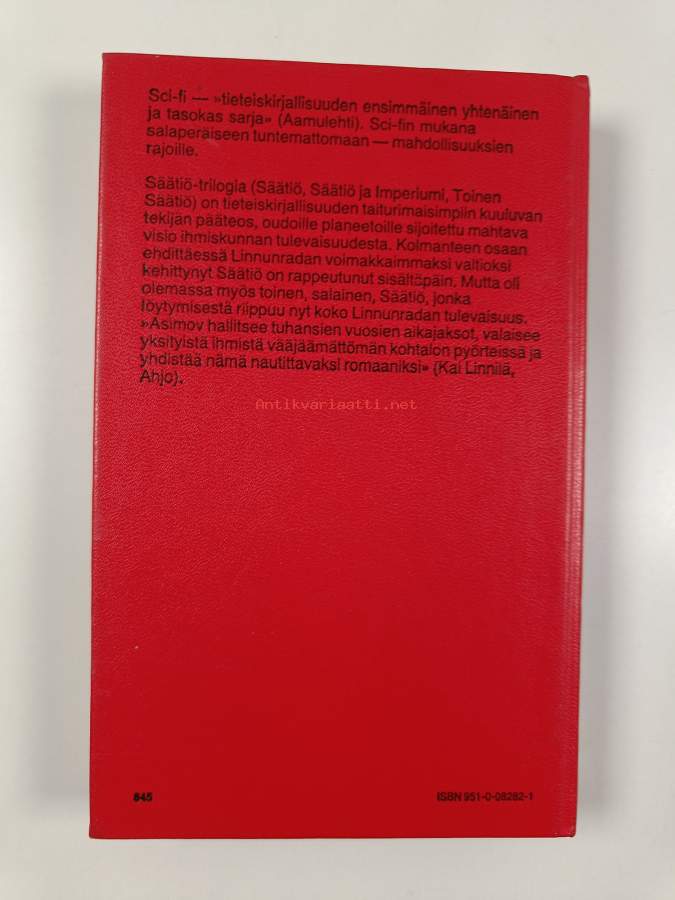 Sci-fi — »tieteiskirjallisuuden ensimmäinen yhtenäinen
ja tasokas sarja» (Aamulehti). Sci-fin mukana
salaperäiseen tuntemattomaan — mahdollisuuksien
rajoille.
Säätiö-trilogia (Säätiö, Säätiö ja Imperiumi, Toinen
Säätiö) on tieteiskirjallisuuden taiturimaisimpiin kuuluvan
tekijän pääteos, oudoille planeetoille sijoitettu mahtava
visio ihmiskunnan tulevaisuudesta. Kolmanteen osaan
ehdittäessä Linnunradan voimakkaimmaksi valtioksi
kehittynyt Säätiö on rappeutunut sisältäpäin. Mutta oli
olemassa myös toinen, salainen, Säätiö, jonka
löytymisestä riippuu nyt koko Linnunradan tulevaisuus.
»Asimov hallitsee tuhansien vuosien aikajaksot, valaisee
yksityistä ihmistä vääjäämättömän kohtalon pyörteissä ja
yhdistää nämä nautittavaksi romaaniksi» (Kai Linnilä,
Ahjo).
Antikvariaatti.net
845
ISBN 951-0-08282-1